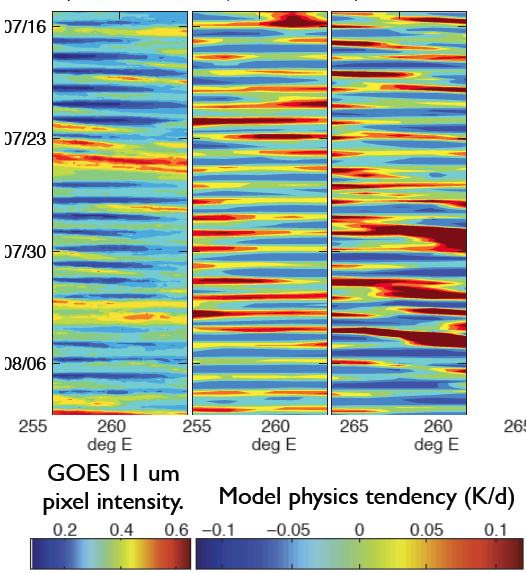 07/16
07/23
07/30
08/06
255 260 255 260 265 260 265
deg E deg E deg E
GOES 11 um
pixel intensity.
Model physics tendency (K/d)
0.2 0.4 0.6 −0.1 −0.05 0 0.05 0.1